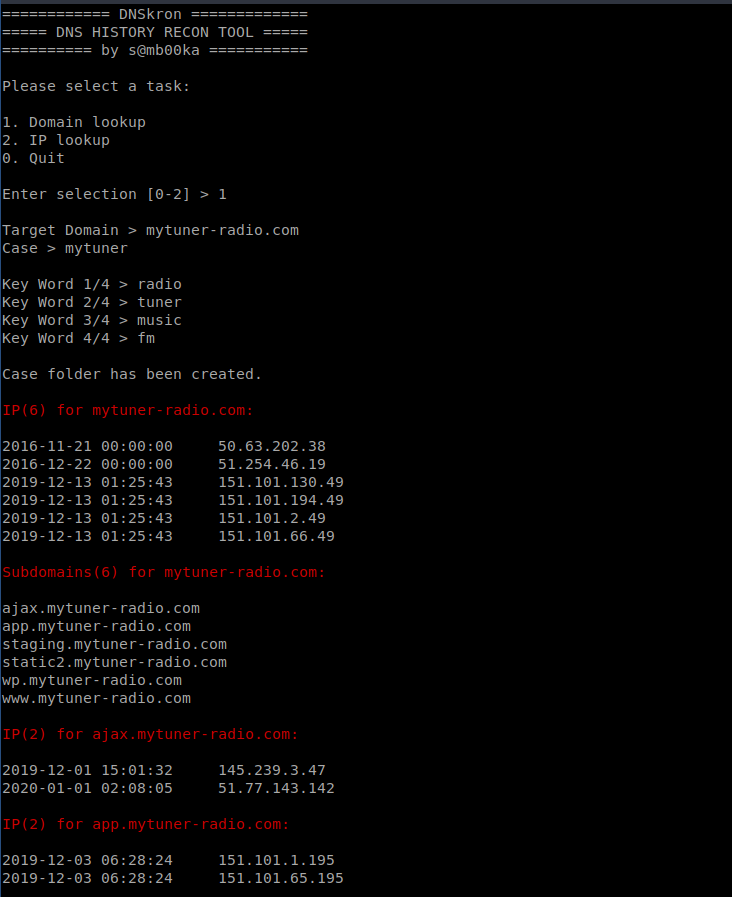 ============ DNSkron =============
===== DNS HISTORY RECON TOOL =====
========== by s@mb00ka ===========
Please select a task:
1. Domain lookup
2. IP lookup
0. Quit
Enter selection [0-2] > 1
Target Domain > mytuner-radio.com
Case > mytuner
Key Word 1/4 > radio
Key Word 2/4 > tuner
Key Word 3/4 > music
Key Word 4/4 > fm
Case folder has been created.
IP(6) for mytuner-radio.com:
2016-11-21 00:00:00     50.63.202.38
2016-12-22 00:00:00     51.254.46.19
2019-12-13 01:25:43     151.101.130.49
2019-12-13 01:25:43     151.101.194.49
2019-12-13 01:25:43     151.101.2.49
2019-12-13 01:25:43     151.101.66.49
Subdomains(6) for mytuner-radio.com:
ajax.mytuner-radio.com
app.mytuner-radio.com
staging.mytuner-radio.com
static2.mytuner-radio.com
wp.mytuner-radio.com
www.mytuner-radio.com
IP(2) for ajax.mytuner-radio.com:
2019-12-01 15:01:32     145.239.3.47
2020-01-01 02:08:05     51.77.143.142
IP(2) for app.mytuner-radio.com:
2019-12-03 06:28:24     151.101.1.195
2019-12-03 06:28:24     151.101.65.195